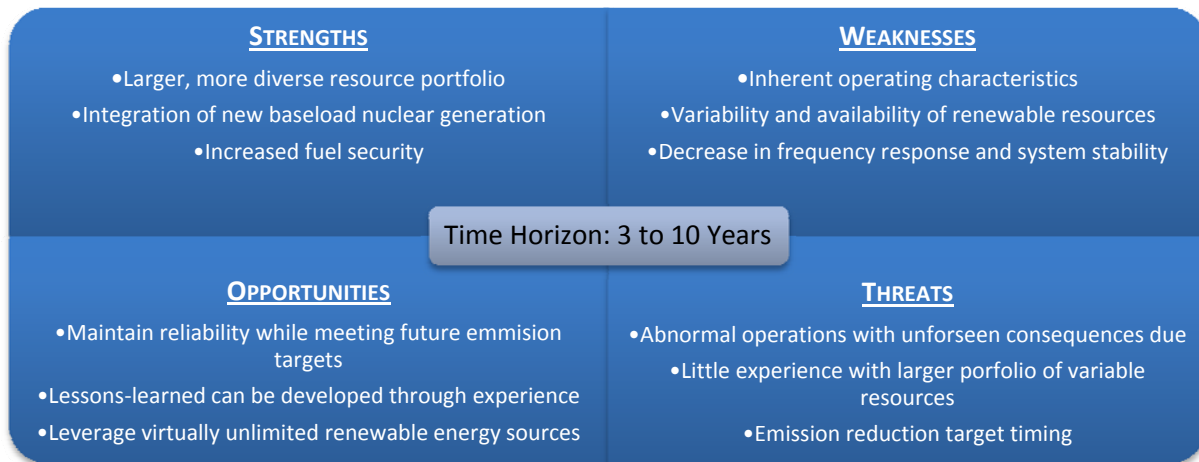 STRENGTHS
•Larger, more diverse resource portfolio
•Integration of new baseload nuclear generation
•Increased fuel security
WEAKNESSES
•Inherent operating characteristics
•Variability and availability of renewable resources
•Decrease in frequency response and system stability
Time Horizon: 3 to 10 Years
OPPORTUNITIES
•Maintain reliability while meeting future emmision
targets
•Lessons-learned can be developed through experience
•Leverage virtually unlimited renewable energy sources
THREATS
•Abnormal operations with unforseen consequences due
•Little experience with larger porfolio of variable
resources
•Emission reduction target timing